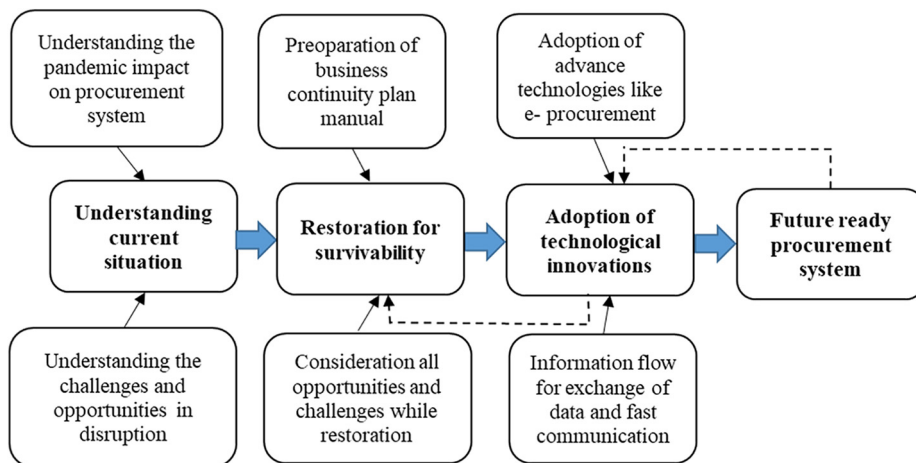 Understanding the
pandemic impact
on procurement
system
Preoparation of
business
continuity plan
manual
Adoption of
advance
technologies like
e- procurement
Understanding
current
situation
Restoration for
survivability
Adoption of
technological
innovations
Future ready
procurement
system
Understanding the
challenges and
opportunities in
disruption
Consideration all
opportunities and
challenges while
restoration
Information flow
for exchange of
data and fast
communication